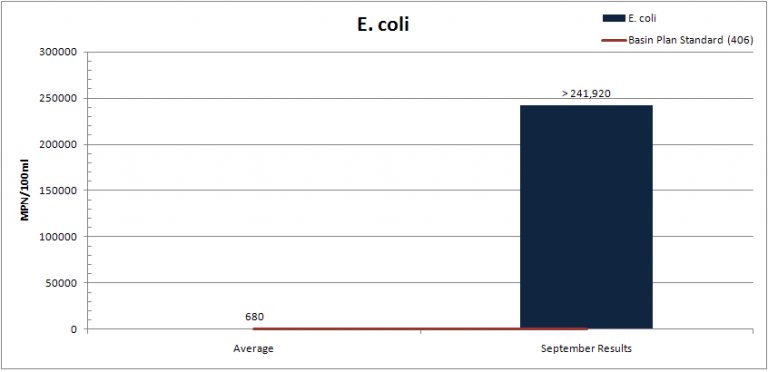 E. coli
E. coli
Basin Plan Standard (406)
MPN/100ml
300000
250000
200000
150000
100000
50000
0
> 241,920
680
Average
September Results